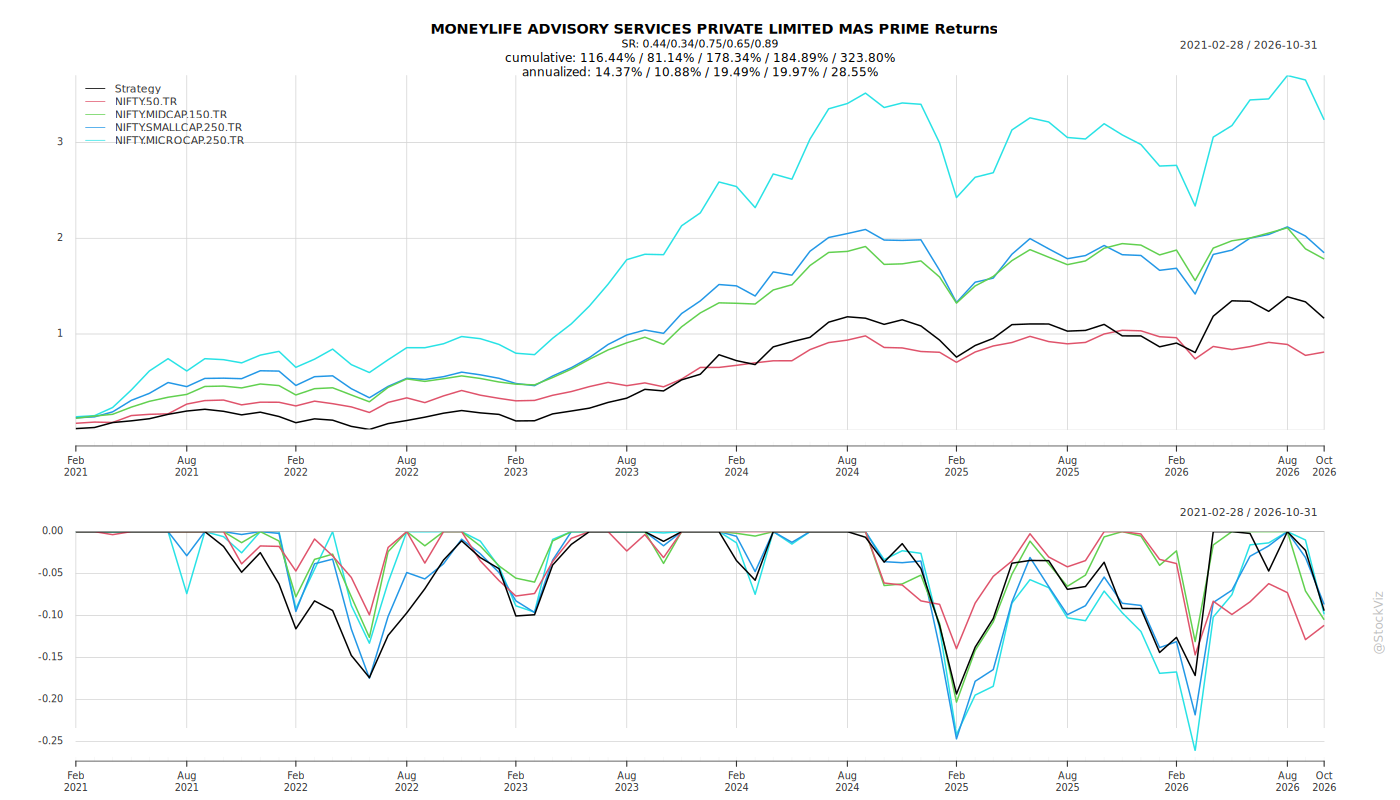 MONEYLIFE ADVISORY SERVICES PRIVATE LIMITED MAS PRIME Returns
SR: 0.44/0.34/0.75/0.65/0.89
2021-02-28 / 2026-10-31
cumulative: 116.44% / 81.14% / 178.34% / 184.89% / 323.80%
annualized: 14.37% / 10.88% / 19.49% / 19.97% / 28.55%
Strategy
NIFTY.50.TR
NIFTY.MIDCAP.150.TR
NIFTY.SMALLCAP.250.TR
NIFTY.MICROCAP.250.TR
3
2
1
Feb Aug Feb Aug Feb Aug Feb Aug Feb Aug Feb Aug Oct
2021 2021 2022 2022 2023 2023 2024 2024 2025 2025 2026 2026 2026
2021-02-28 / 2026-10-31
0.00
-0.05
-0.10
-0.15
-0.20
-0.25
Feb Aug Feb Aug Feb Aug Feb Aug Feb Aug Feb Aug Oct
2021 2021 2022 2022 2023 2023 2024 2024 2025 2025 2026 2026 2026
@StockViz